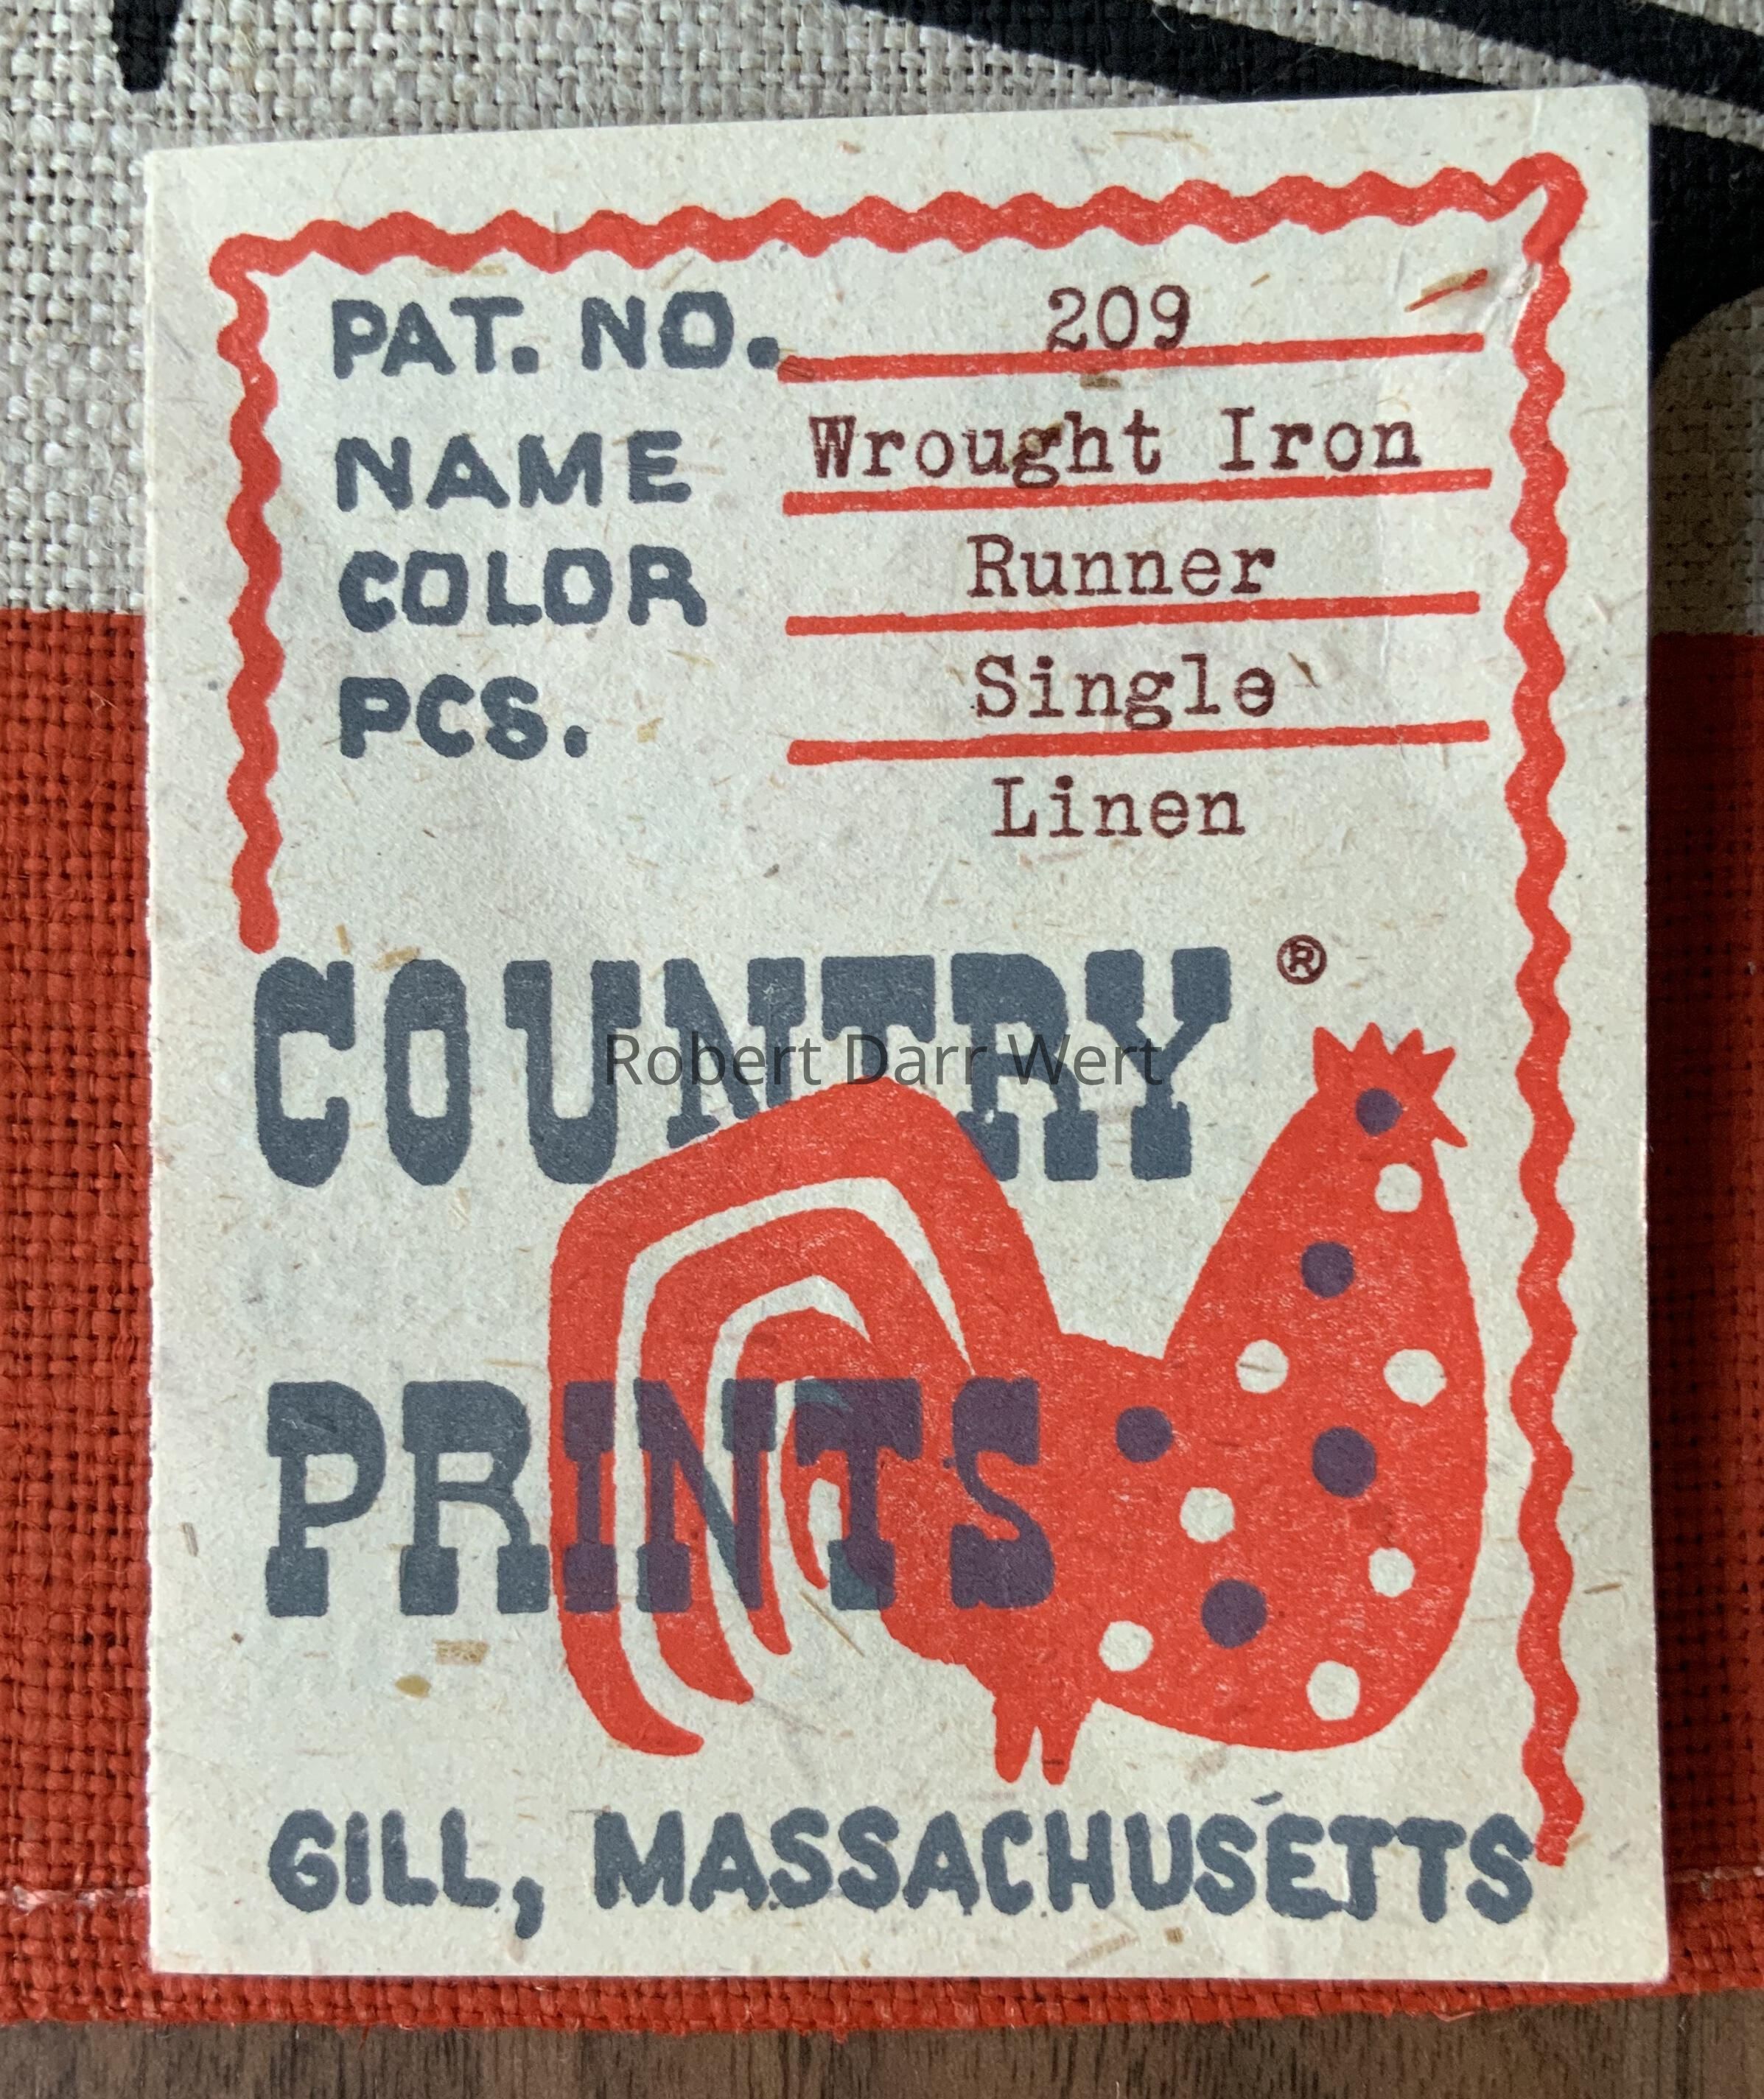 PAT. NO. 209
NAME Wrought Iron
COLOR Runner
PCS. Single
Linen
COUNTRY ®
Robert Darr Wert
PRINTS
GILL, MASSACHUSETTS